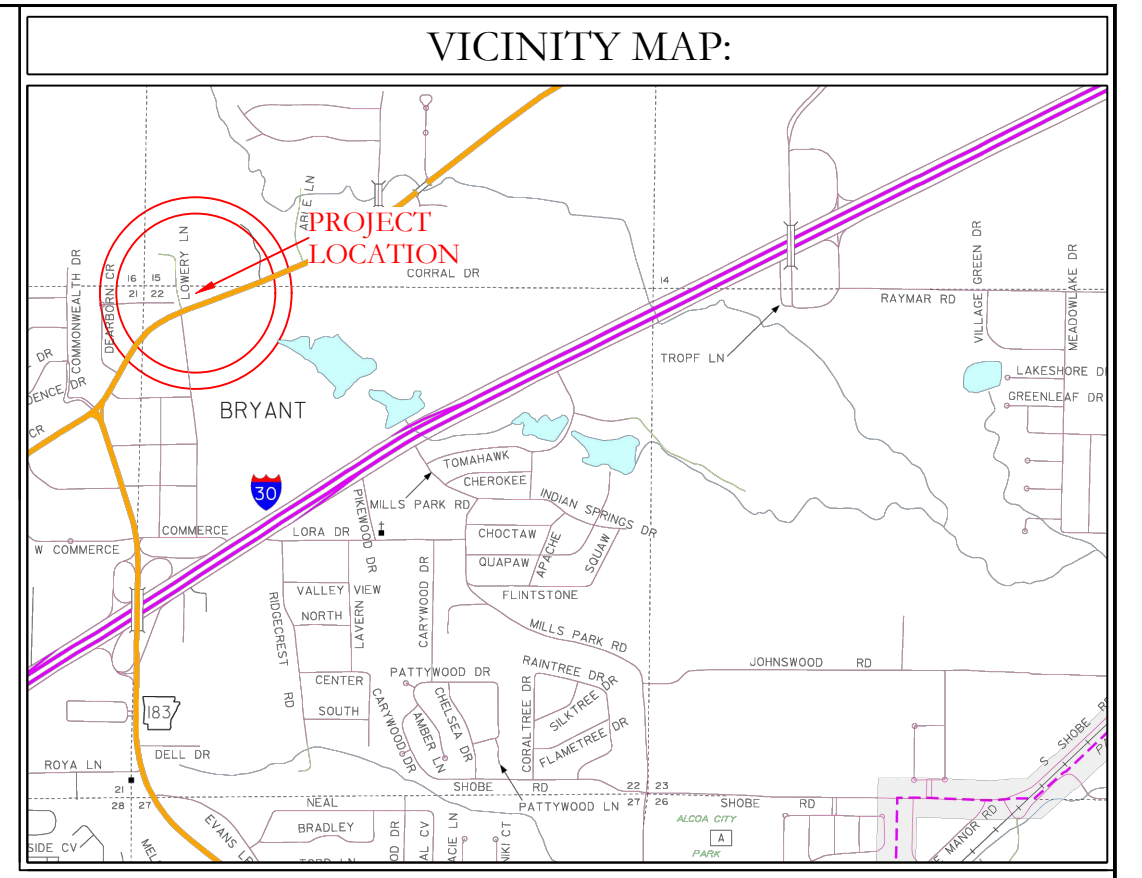 VICINITY MAP:
PROJECT
LOCATION
LOWERY LN
COMMONWEALTH DR
DEARBORN CR
16 15
21 22
CORRAL DR
14
RAYMAR RD
VILLAGE GREEN DR
MEADOWLAKE DR
TROPF LN
LAKESHORE
GREENLEAF DR
DR
CR
BRYANT
30
TOMAHAWK
CHEROKEE
MILLS PARK RD
INDIAN SPRINGS DR
PIKEWOOD DR
COMMERCE
W COMMERCE
LORA DR
CHOCTAW
APACHE
SQUAW
QUAPAW
FLINTSTONE
VALLEY VIEW
NORTH
LAVERN
CARYWOOD DR
RIDGECREST RD
MILLS PARK RD
JOHNSWOOD RD
PATTYWOOD DR
RAINTREE DR
DR
CENTER
SOUTH
CARYWOOD DR
AMBER LN
CHELSEA DR
CORALTREE DR
SILKTREE
FLAMETREE DR
183
DELL DR
ROYA LN
SHOBE RD
PATTYWOOD LN
22 23
27 26
21
28 27
S SHOBE
SHOBE RD
NEAL
BRADLEY
EVANS
ALCOA CITY
A
PARK
MANOR RD
SIDE CV
DR
CV
LN
NIKI CT